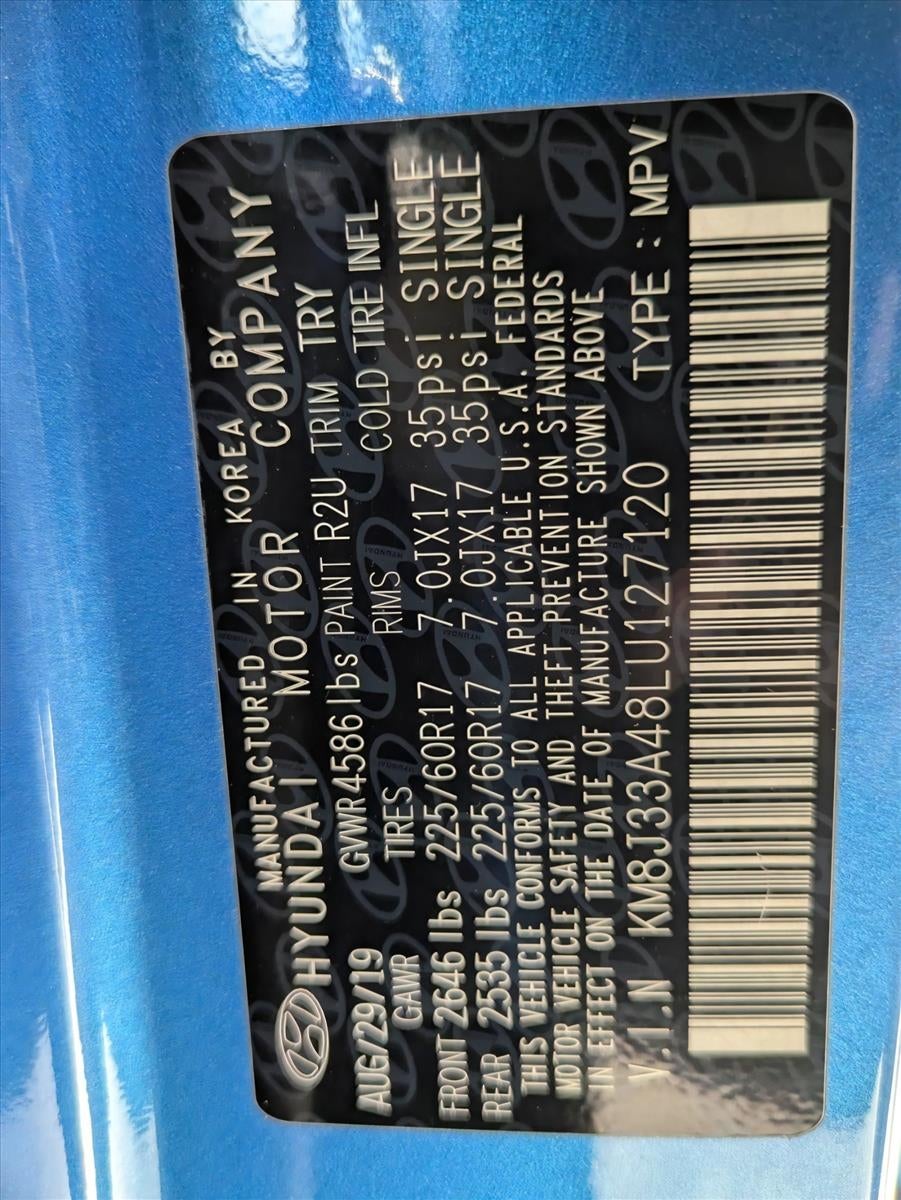 MANUFACTURED IN KOREA BY
HYUNDAI MOTOR COMPANY
AUG/29/19 GVWR 4586 lbs PAINT R2U TRIM TRY
GAWR TIRES RIMS COLD TIRE INFL
FRONT 2646 lbs 225/60R17 7.0JX17 35psi SINGLE
REAR 2535 lbs 225/60R17 7.0JX17 35psi SINGLE
THIS VEHICLE CONFORMS TO ALL APPLICABLE U.S.A. FEDERAL
MOTOR VEHICLE SAFETY AND THEFT PREVENTION STANDARDS
IN EFFECT ON THE DATE OF MANUFACTURE SHOWN ABOVE
V.I.N KM8J33A48LU127120 TYPE : MPV